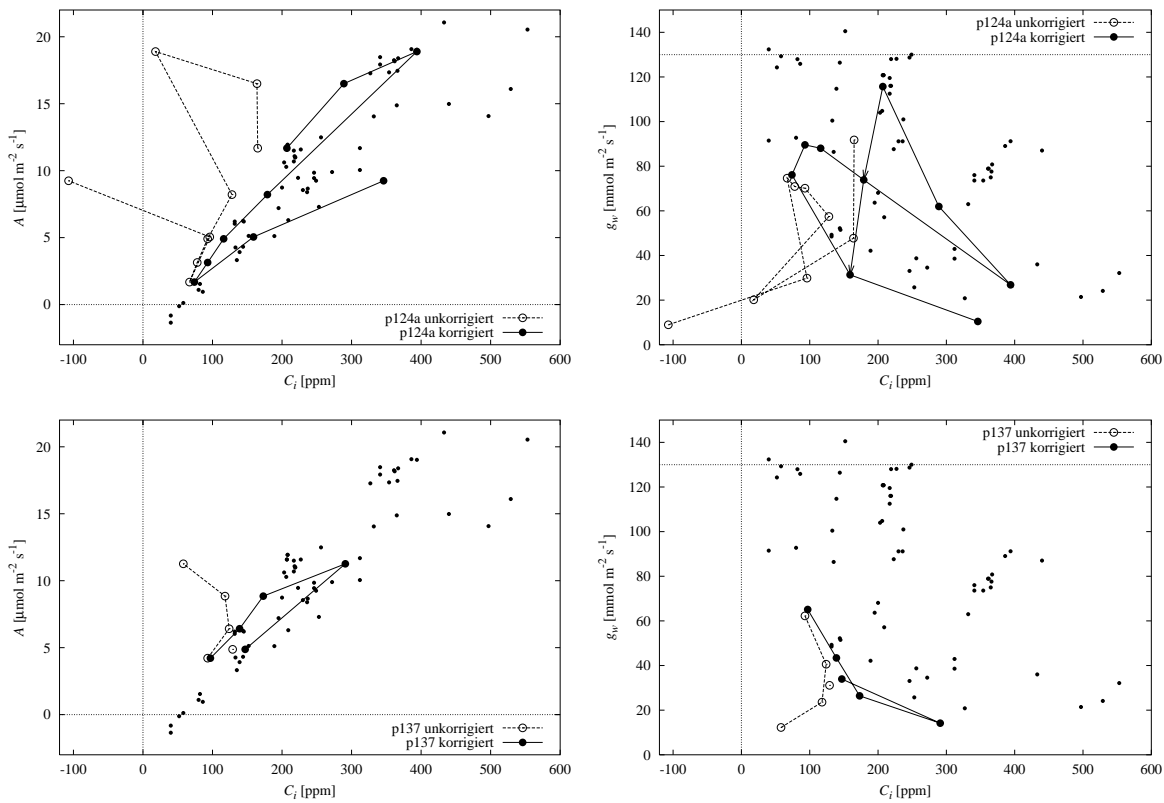 20
15
10
5
0
A [µmol m⁻² s⁻¹]
p124a unkorrigiert
p124a korrigiert
-100 0 100 200 300 400 500 600
C_i [ppm]
140
120
100
80
60
40
20
0
g_w [mmol m⁻² s⁻¹]
p124a unkorrigiert
p124a korrigiert
-100 0 100 200 300 400 500 600
C_i [ppm]
20
15
10
5
0
A [µmol m⁻² s⁻¹]
p137 unkorrigiert
p137 korrigiert
-100 0 100 200 300 400 500 600
C_i [ppm]
140
120
100
80
60
40
20
0
g_w [mmol m⁻² s⁻¹]
p137 unkorrigiert
p137 korrigiert
-100 0 100 200 300 400 500 600
C_i [ppm]